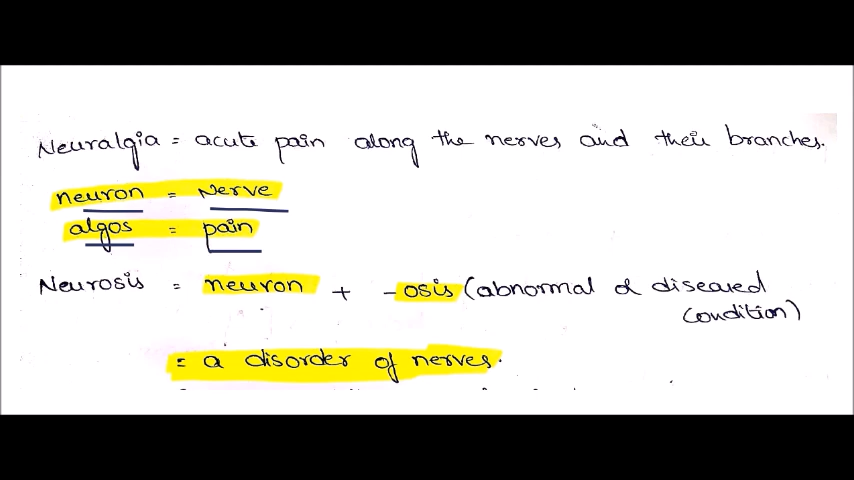 Neuralgia = acute pain along the nerves and their branches.
neuron = Nerve
algos = pain
Neurosis = neuron + -osis (abnormal or diseased
condition)
= a disorder of nerves.